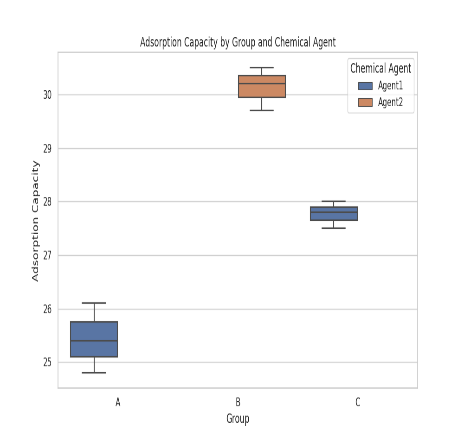 Adsorption Capacity by Group and Chemical Agent
Chemical Agent
Agent1
Agent2
30
29
28
27
26
25
Adsorption Capacity
A B C
Group